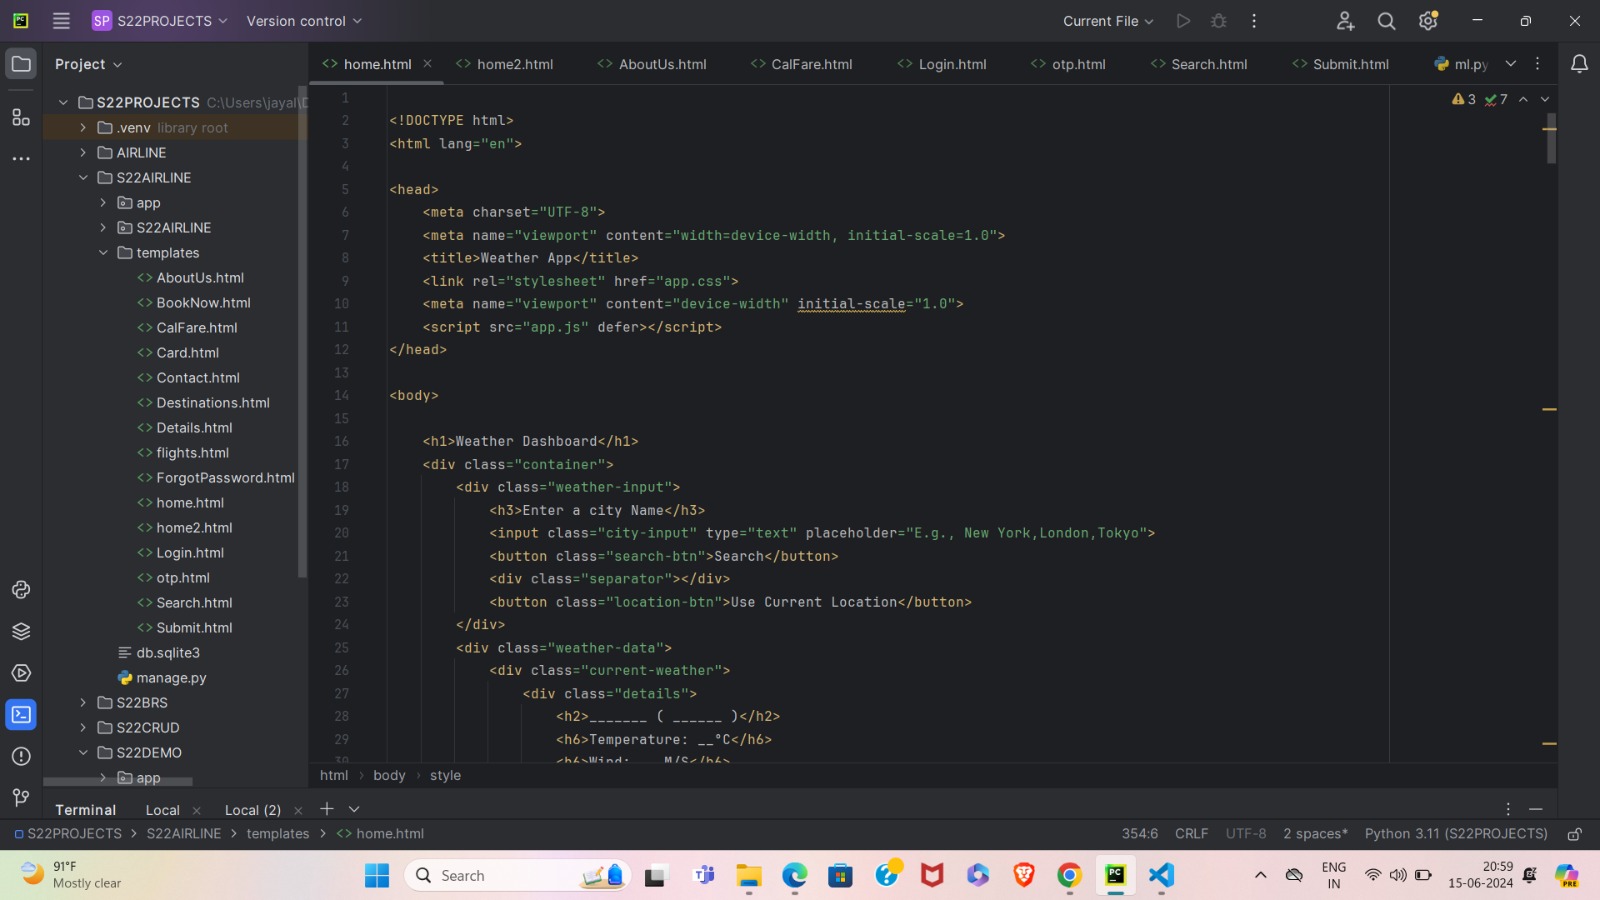 SP S22PROJECTS Version control Current File
Project
home.html home2.html AboutUs.html CalFare.html Login.html otp.html Search.html Submit.html ml.py
S22PROJECTS C:\Users\jayal\D
.venv library root
AIRLINE
S22AIRLINE
app
S22AIRLINE
templates
AboutUs.html
BookNow.html
CalFare.html
Card.html
Contact.html
Destinations.html
Details.html
flights.html
ForgotPassword.html
home.html
home2.html
Login.html
otp.html
Search.html
Submit.html
db.sqlite3
manage.py
S22BRS
S22CRUD
S22DEMO
app
3 7
1
2 <!DOCTYPE html>
3 <html lang="en">
4
5 <head>
6 <meta charset="UTF-8">
7 <meta name="viewport" content="width=device-width, initial-scale=1.0">
8 <title>Weather App</title>
9 <link rel="stylesheet" href="app.css">
10 <meta name="viewport" content="device-width" initial-scale="1.0">
11 <script src="app.js" defer></script>
12 </head>
13
14 <body>
15
16 <h1>Weather Dashboard</h1>
17 <div class="container">
18 <div class="weather-input">
19 <h3>Enter a city Name</h3>
20 <input class="city-input" type="text" placeholder="E.g., New York,London,Tokyo">
21 <button class="search-btn">Search</button>
22 <div class="separator"></div>
23 <button class="location-btn">Use Current Location</button>
24 </div>
25 <div class="weather-data">
26 <div class="current-weather">
27 <div class="details">
28 <h2>_______ ( ______ )</h2>
29 <h6>Temperature: __°C</h6>
30 <h6>Wind: __ M/S</h6>
html body style
Terminal Local Local (2)
S22PROJECTS S22AIRLINE templates home.html 354:6 CRLF UTF-8 2 spaces* Python 3.11 (S22PROJECTS)
91°F
Mostly clear
Search
ENG
IN
20:59
15-06-2024